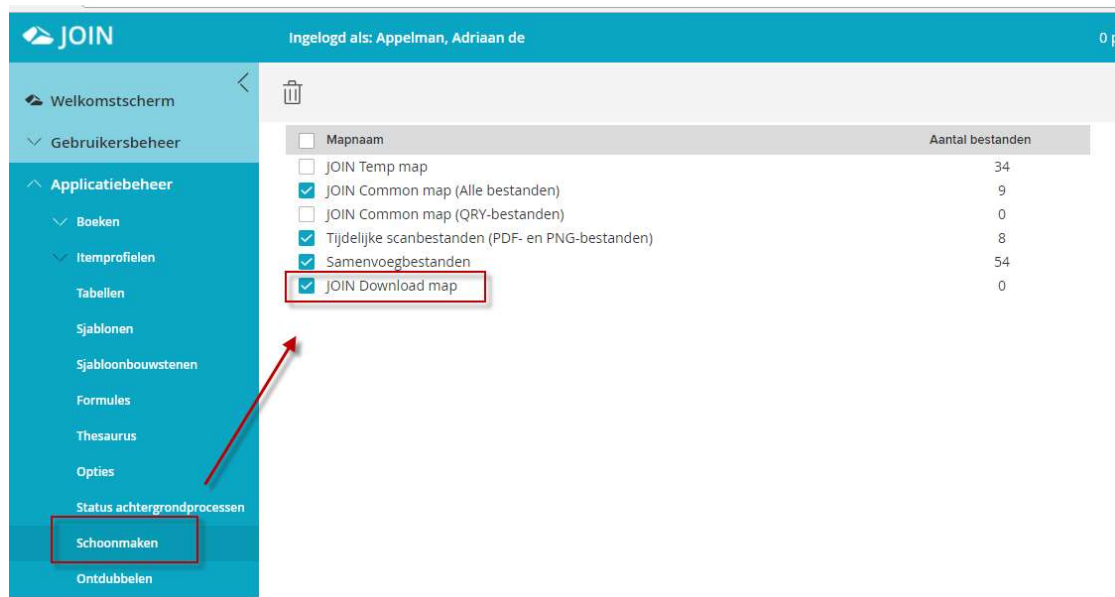 JOIN
Ingelogd als: Appelman, Adriaan de
0 p
Welkomstscherm
Gebruikersbeheer
Applicatiebeheer
Boeken
Itemprofielen
Tabellen
Sjablonen
Sjabloonbouwstenen
Formules
Thesaurus
Opties
Status achtergrondprocessen
Schoonmaken
Ontdubbelen
Mapnaam Aantal bestanden
JOIN Temp map 34
JOIN Common map (Alle bestanden) 9
JOIN Common map (QRY-bestanden) 0
Tijdelijke scanbestanden (PDF- en PNG-bestanden) 8
Samenvoegbestanden 54
JOIN Download map 0